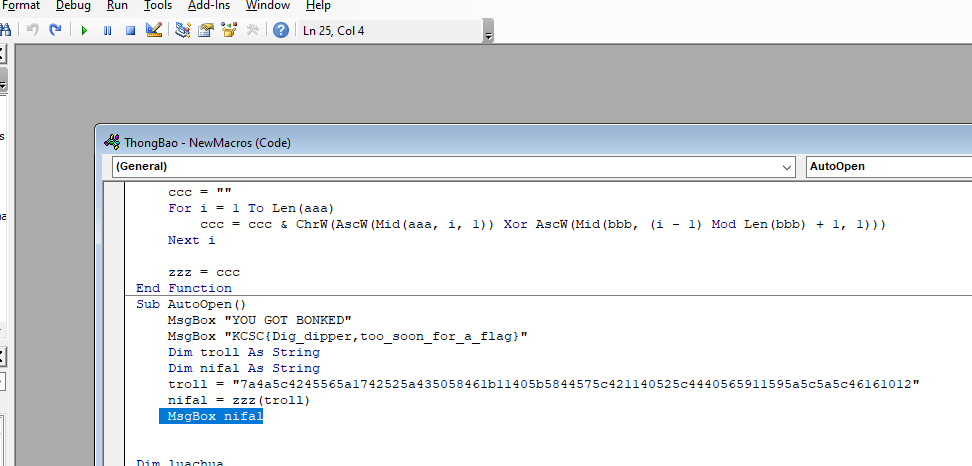 Format Debug Run Tools Add-Ins Window Help
Ln 25, Col 4
ThongBao - NewMacros (Code)
(General) AutoOpen
ccc = ""
For i = 1 To Len(aaa)
ccc = ccc & ChrW(AscW(Mid(aaa, i, 1)) Xor AscW(Mid(bbb, (i - 1) Mod Len(bbb) + 1, 1)))
Next i
zzz = ccc
End Function
Sub AutoOpen()
MsgBox "YOU GOT BONKED"
MsgBox "KCSC{Dig_dipper,too_soon_for_a_flag}"
Dim troll As String
Dim nifal As String
troll = "7a4a5c4245565a1742525a435058461b11405b5844575c421140525c4440565911595a5c5a5c46161012"
nifal = zzz(troll)
MsgBox nifal
Dim luachua